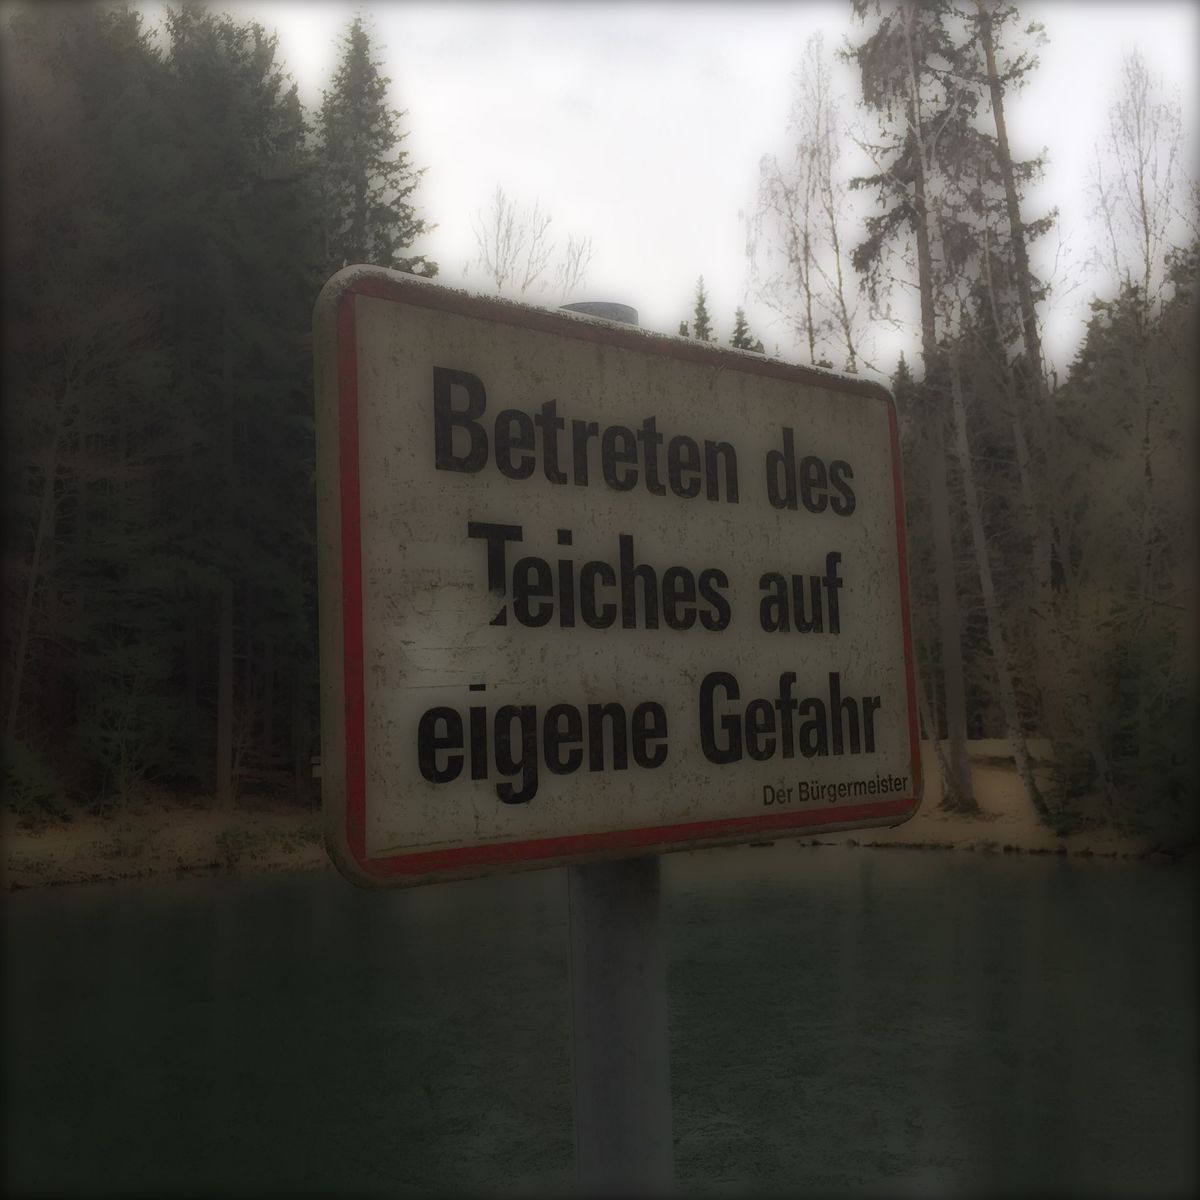 Betreten des
Teiches auf
eigene Gefahr
Der Bürgermeister